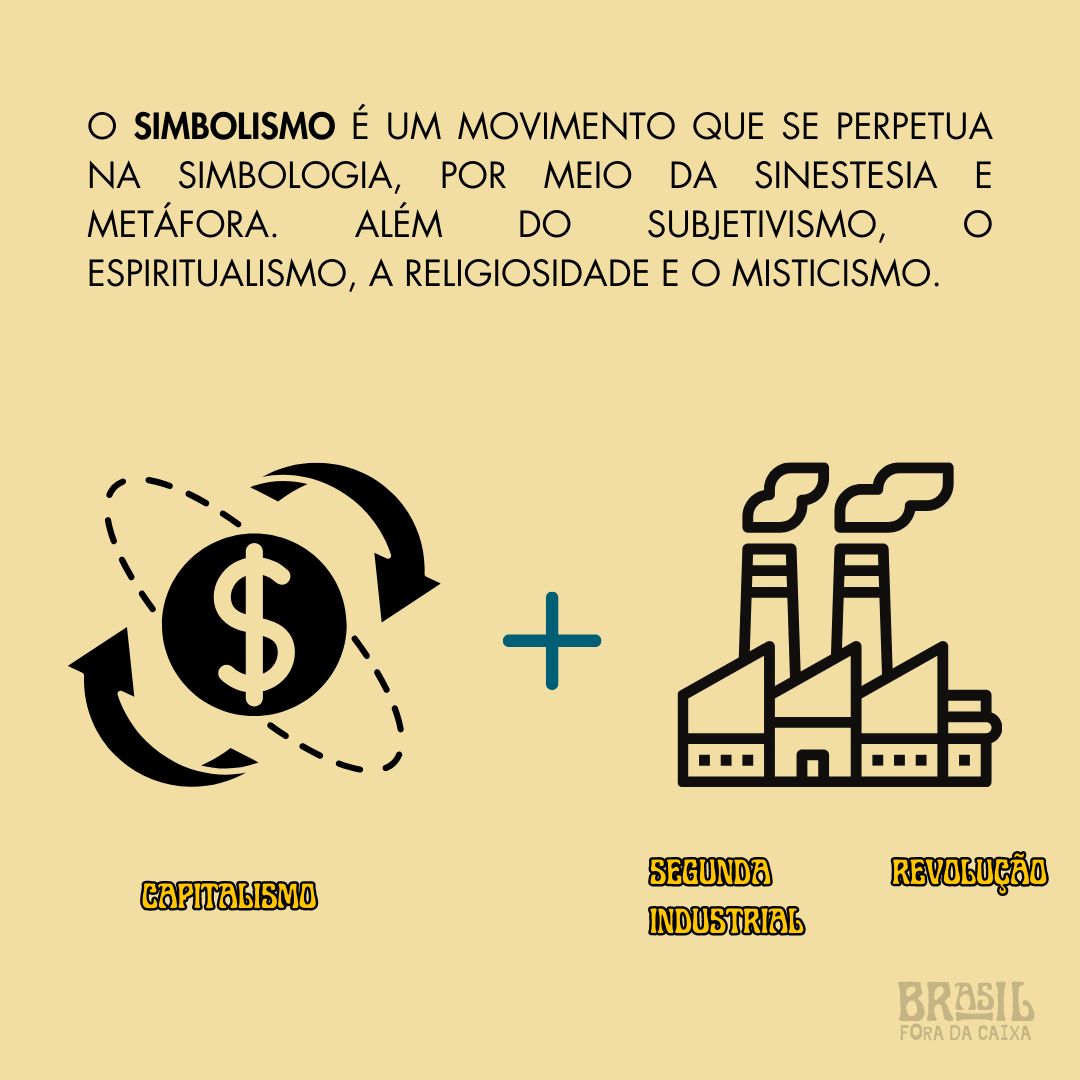 O SIMBOLISMO É UM MOVIMENTO QUE SE PERPETUA
NA SIMBOLOGIA, POR MEIO DA SINESTESIA E
METÁFORA. ALÉM DO SUBJETIVISMO, O
ESPIRITUALISMO, A RELIGIOSIDADE E O MISTICISMO.
$
CAPITALISMO
SEGUNDA REVOLUÇÃO
INDUSTRIAL
BRASIL
FORA DA CAIXA